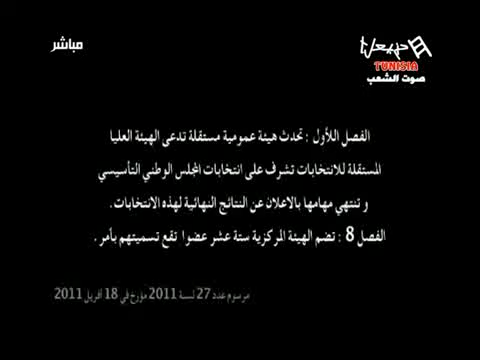 مباشر
TUNISIA
صوت الشعب
الفصل اللأول : تحدث هيئة عمومية مستقلة تدعى الهيئة العليا
المستقلة للانتخابات تشرف على انتخابات المجلس الوطني التأسيسي
و تنتهي مهامها بالاعلان عن النتائج النهائية لهذه الانتخابات.
الفصل 8 : تضم الهيئة المركزية ستة عشر عضوا تقع تسميتهم بأمر .
مرسوم عدد 27 لسنة 2011 مؤرخ في 18 افريل 2011